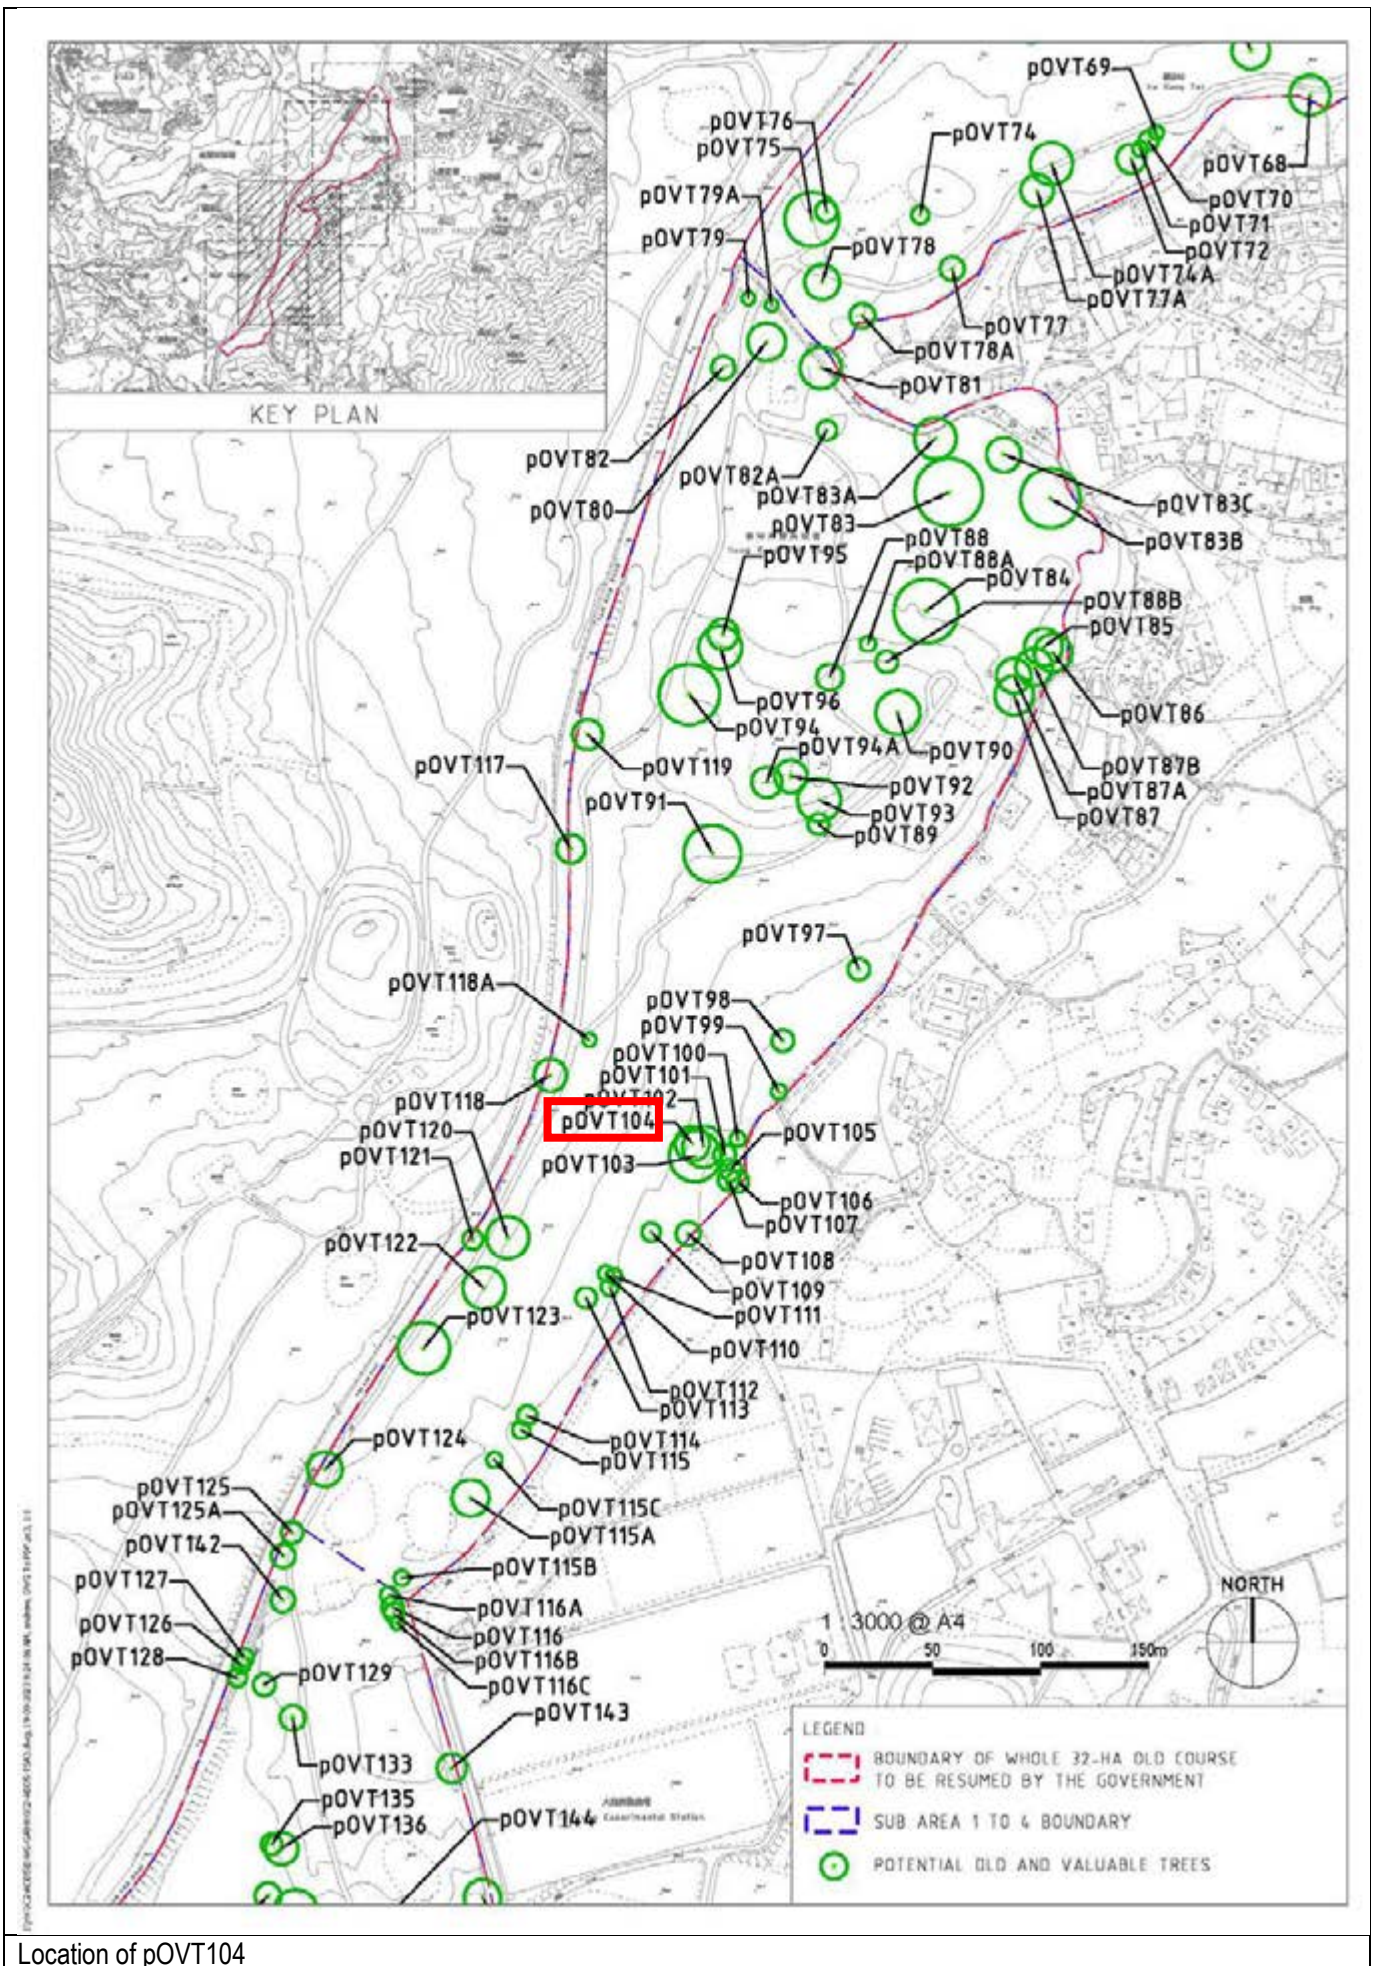 pOVT69
pOVT76
pOVT74
pOVT75
pOVT68
pOVT79A
pOVT70
pOVT71
pOVT79
pOVT78
pOVT72
pOVT74A
pOVT77A
pOVT77
pOVT78A
pOVT81
KEY PLAN
pOVT82
pOVT82A
pOVT83A
pOVT83C
pOVT80
pOVT83
pOVT88
pOVT83B
pOVT95
pOVT88A
pOVT84
pOVT88B
pOVT85
pOVT96
pOVT86
pOVT94
pOVT94A
pOVT90
pOVT119
pOVT117
pOVT87B
pOVT92
pOVT87A
pOVT91
pOVT93
pOVT87
pOVT89
pOVT97
pOVT118A
pOVT98
pOVT99
pOVT100
pOVT101
pOVT102
pOVT118
pOVT104
pOVT120
pOVT105
pOVT121
pOVT103
pOVT106
pOVT107
pOVT122
pOVT108
pOVT109
pOVT123
pOVT111
pOVT110
pOVT112
pOVT113
pOVT124
pOVT114
pOVT115
pOVT125
pOVT125A
pOVT115C
pOVT115A
pOVT142
pOVT115B
pOVT127
pOVT116A
NORTH
pOVT126
1 : 3000 @ A4
pOVT116
0 50 100 150m
pOVT128
pOVT116B
pOVT129
pOVT116C
pOVT143
LEGEND
BOUNDARY OF WHOLE 32-HA OLD COURSE
TO BE RESUMED BY THE GOVERNMENT
pOVT133
pOVT135
pOVT136
pOVT144
Experimental Station
SUB AREA 1 TO 4 BOUNDARY
POTENTIAL OLD AND VALUABLE TREES
Location of pOVT104